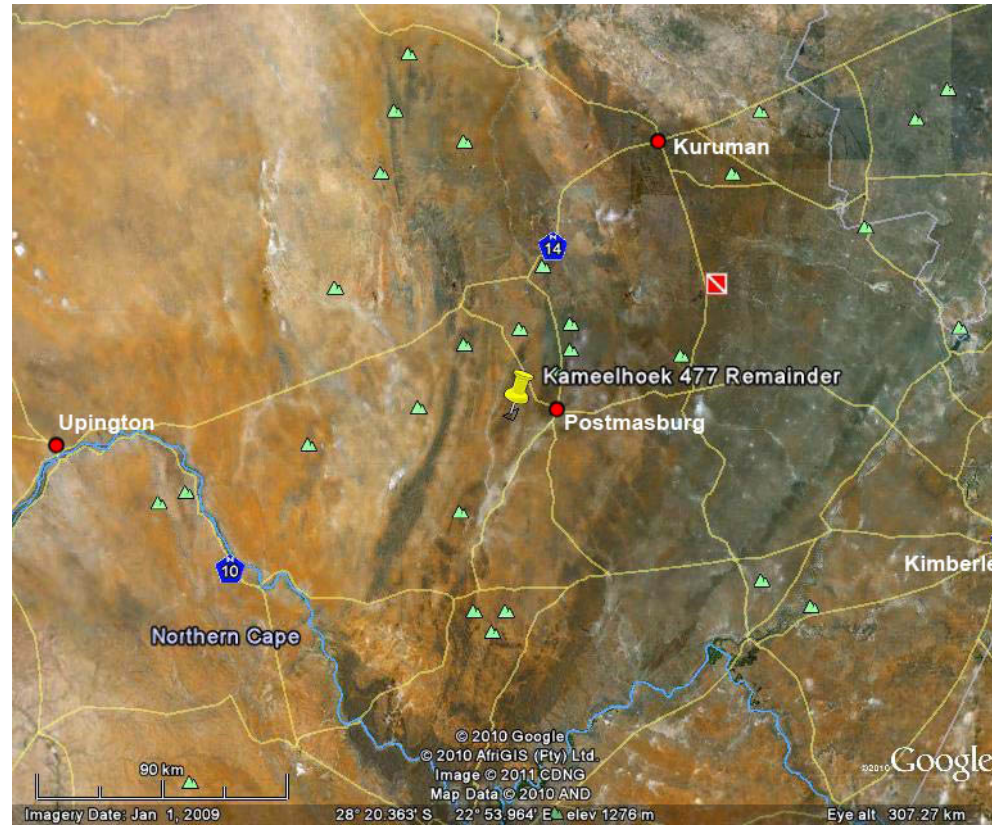 Kuruman
N
14
Kameelhoek 477 Remainder
Upington
Postmasburg
N
10
Kimberle
Northern Cape
© 2010 Google
© 2010 AfriGIS (Pty) Ltd.
Image © 2011 CDNG
Map Data © 2010 AND
90 km
©2010 Google
Imagery Date: Jan 1, 2009 28° 20.363' S 22° 53.964' E elev 1276 m Eye alt 307.27 km